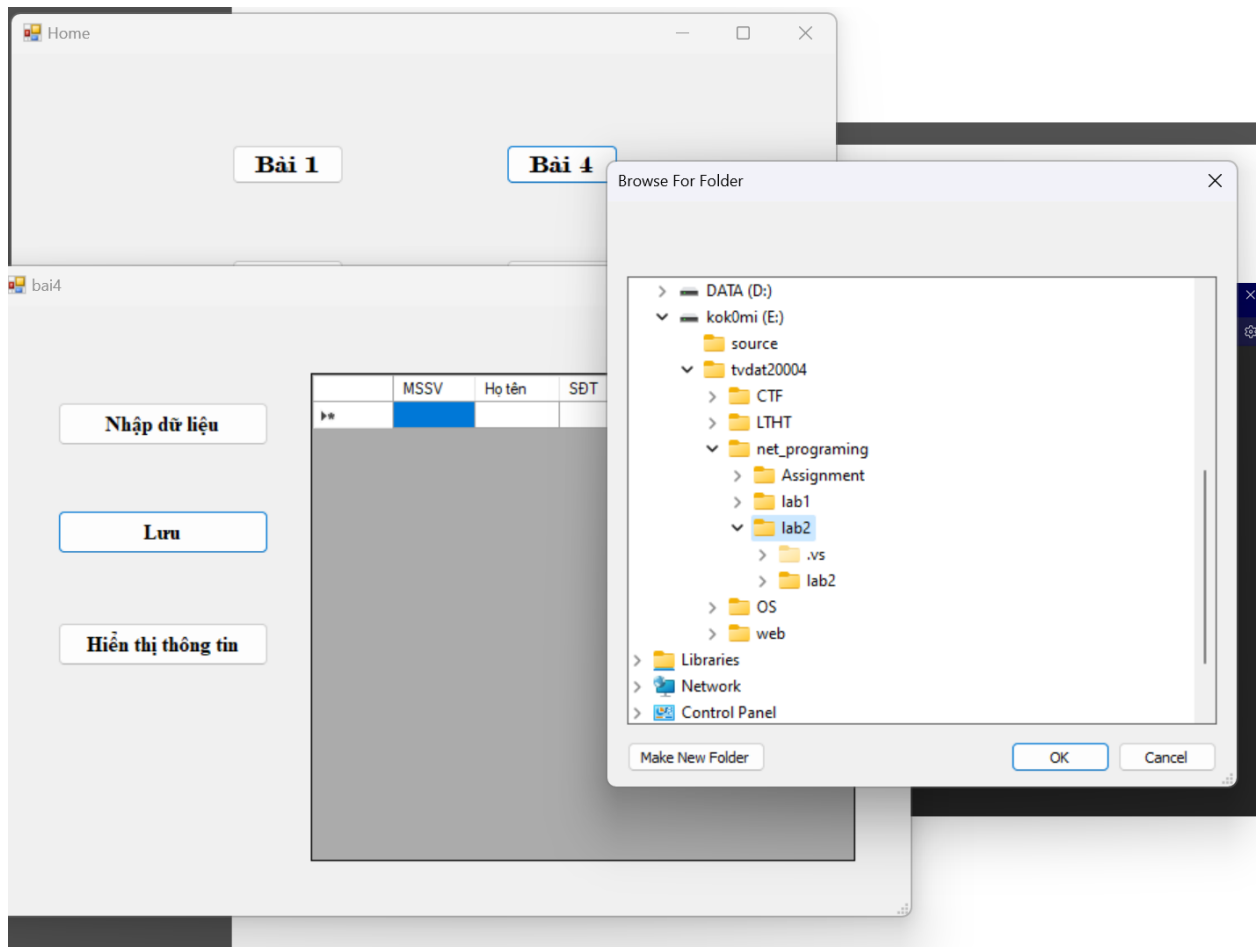 Home
Bài 1
Bài 4
Browse For Folder
bai4
DATA (D:)
kok0mi (E:)
source
tvdat20004
CTF
LTHT
net_programing
Assignment
lab1
lab2
.vs
lab2
OS
web
Libraries
Network
Control Panel
Make New Folder
OK
Cancel
MSSV
Họ tên
SĐT
Nhập dữ liệu
Lưu
Hiển thị thông tin